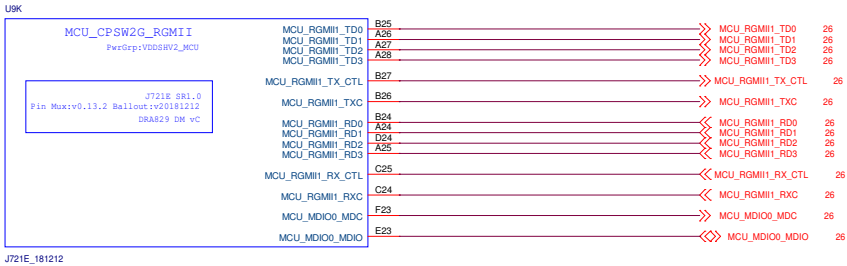 U9K
MCU_CPSW2G_RGMII
PwrGrp:VDDSHV2_MCU
J721E SR1.0
Pin Mux:v0.13.2 Ballout:v20181212
DRA829 DM vC
MCU_RGMII1_TD0 B25 MCU_RGMII1_TD0 26
MCU_RGMII1_TD1 A26 MCU_RGMII1_TD1 26
MCU_RGMII1_TD2 A27 MCU_RGMII1_TD2 26
MCU_RGMII1_TD3 A28 MCU_RGMII1_TD3 26
MCU_RGMII1_TX_CTL B27 MCU_RGMII1_TX_CTL 26
MCU_RGMII1_TXC B26 MCU_RGMII1_TXC 26
MCU_RGMII1_RD0 B24 MCU_RGMII1_RD0 26
MCU_RGMII1_RD1 A24 MCU_RGMII1_RD1 26
MCU_RGMII1_RD2 D24 MCU_RGMII1_RD2 26
MCU_RGMII1_RD3 A25 MCU_RGMII1_RD3 26
MCU_RGMII1_RX_CTL C25 MCU_RGMII1_RX_CTL 26
MCU_RGMII1_RXC C24 MCU_RGMII1_RXC 26
MCU_MDIO0_MDC F23 MCU_MDIO0_MDC 26
MCU_MDIO0_MDIO E23 MCU_MDIO0_MDIO 26
J721E_181212